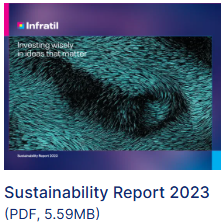 Infratil
Investing wisely
in ideas that matter
Sustainability Report 2023
Sustainability Report 2023
(PDF, 5.59MB)